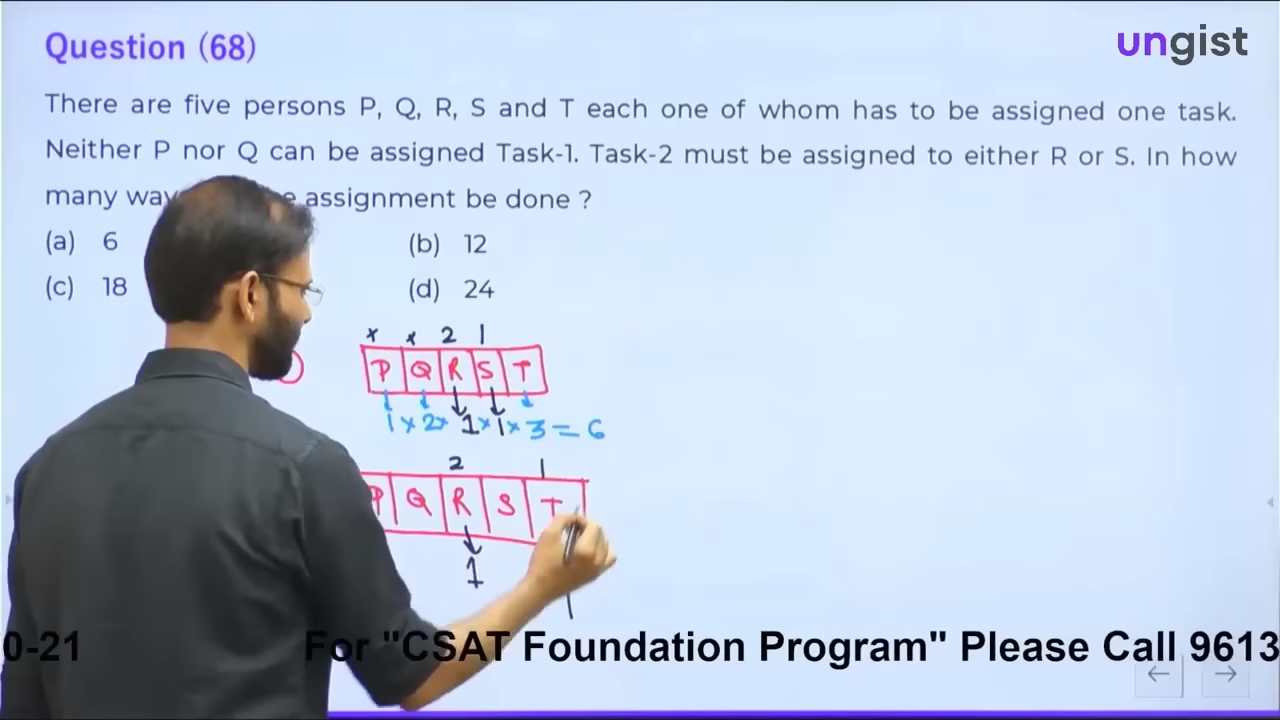 Question (68)
ungist
There are five persons P, Q, R, S and T each one of whom has to be assigned one task.
Neither P nor Q can be assigned Task-1. Task-2 must be assigned to either R or S. In how
many assignment be done ?
(a) 6 (b) 12
(c) 18 (d) 24
x x 2 1
P Q R S T
1 × 2 × 1 × 1 × 3 = 6
2 1
P Q R S T
1
0-21 For "CSAT Foundation Program" Please Call 9613
← →